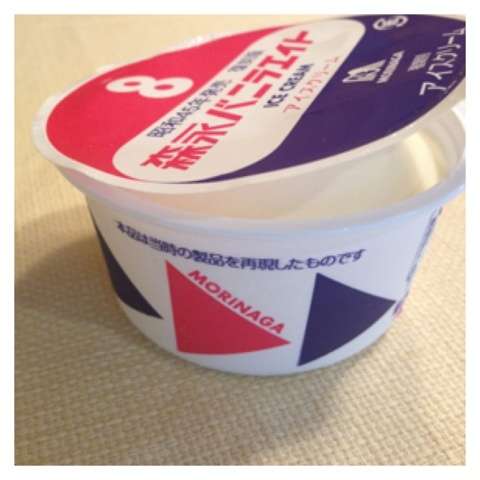 8
昭和45年発売 復刻版
森永バニラエイト
ICE CREAM
アイスクリーム
MORINAGA
アイスクリーム
本品は当時の製品を再現したものです
MORINAGA